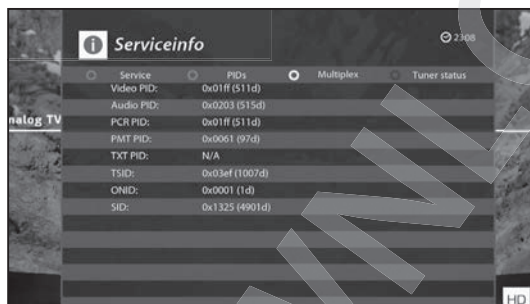 Serviceinfo
23:08
Service PIDs Multiplex Tuner status
Video PID: 0x01ff (511d)
Audio PID: 0x0203 (515d)
nalog TV
PCR PID: 0x01ff (511d)
PMT PID: 0x0061 (97d)
TXT PID: N/A
TSID: 0x03ef (1007d)
ONID: 0x0001 (1d)
SID: 0x1325 (4901d)
HD